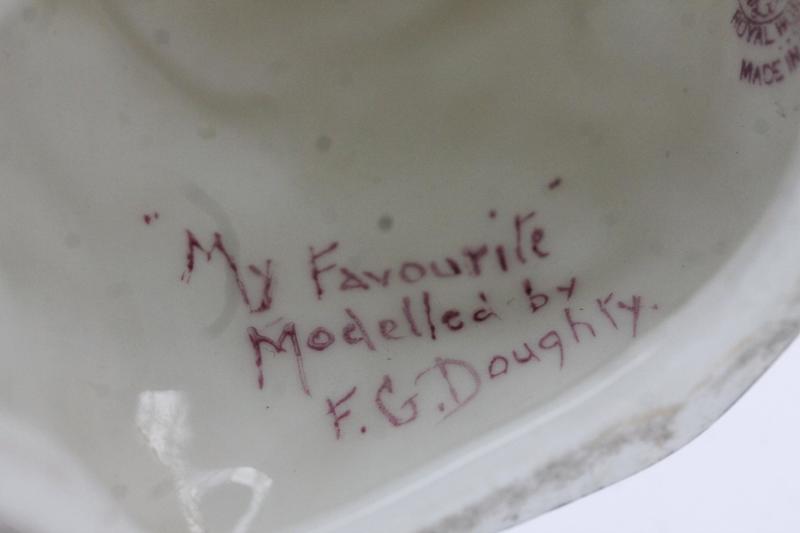 ROYAL
MADE IN
"My Favourite"
Modelled by
F. G. Doughty.